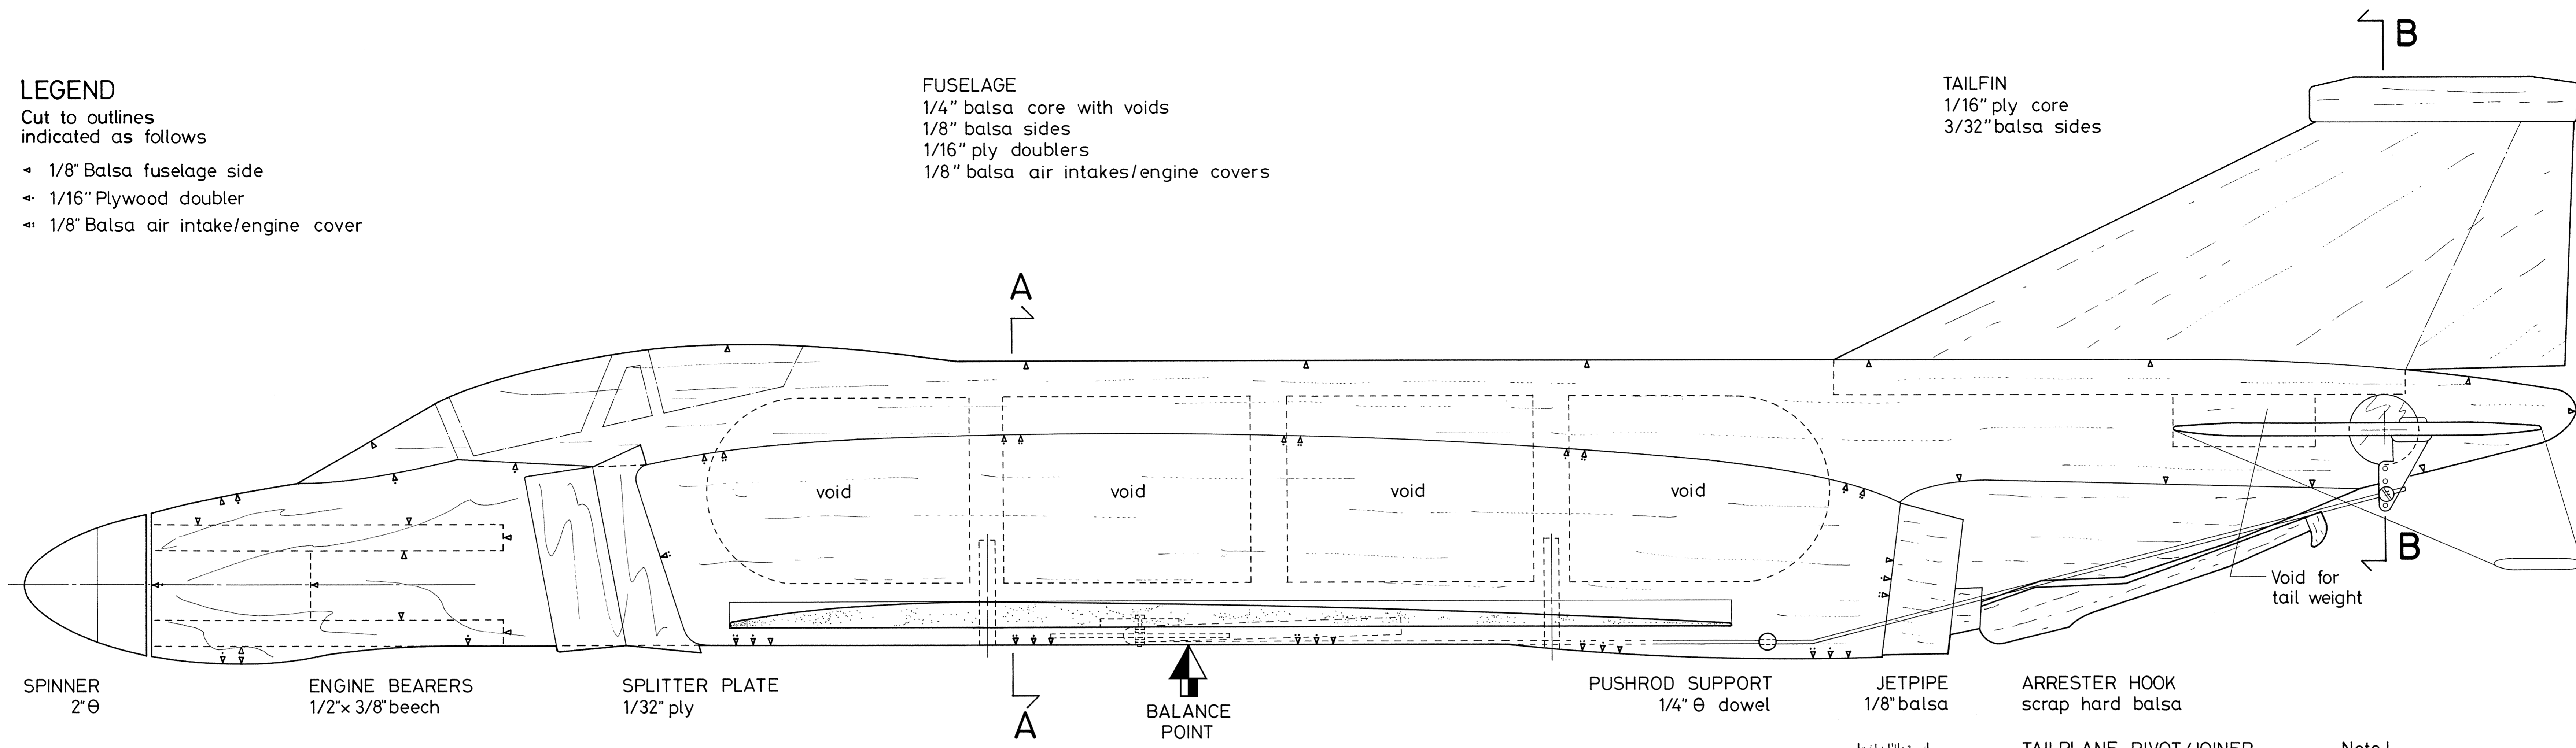 LEGEND
Cut to outlines
indicated as follows
1/8" Balsa fuselage side
1/16" Plywood doubler
1/8" Balsa air intake/engine cover
FUSELAGE
1/4" balsa core with voids
1/8" balsa sides
1/16" ply doublers
1/8" balsa air intakes/engine covers
TAILFIN
1/16" ply core
3/32" balsa sides
B
A
void
void
void
void
B
Void for
tail weight
SPINNER
2"θ
ENGINE BEARERS
1/2"x 3/8" beech
SPLITTER PLATE
1/32" ply
A
BALANCE
POINT
PUSHROD SUPPORT
1/4" θ dowel
JETPIPE
1/8" balsa
ARRESTER HOOK
scrap hard balsa
TAILPLANE PIVOT/JOINER